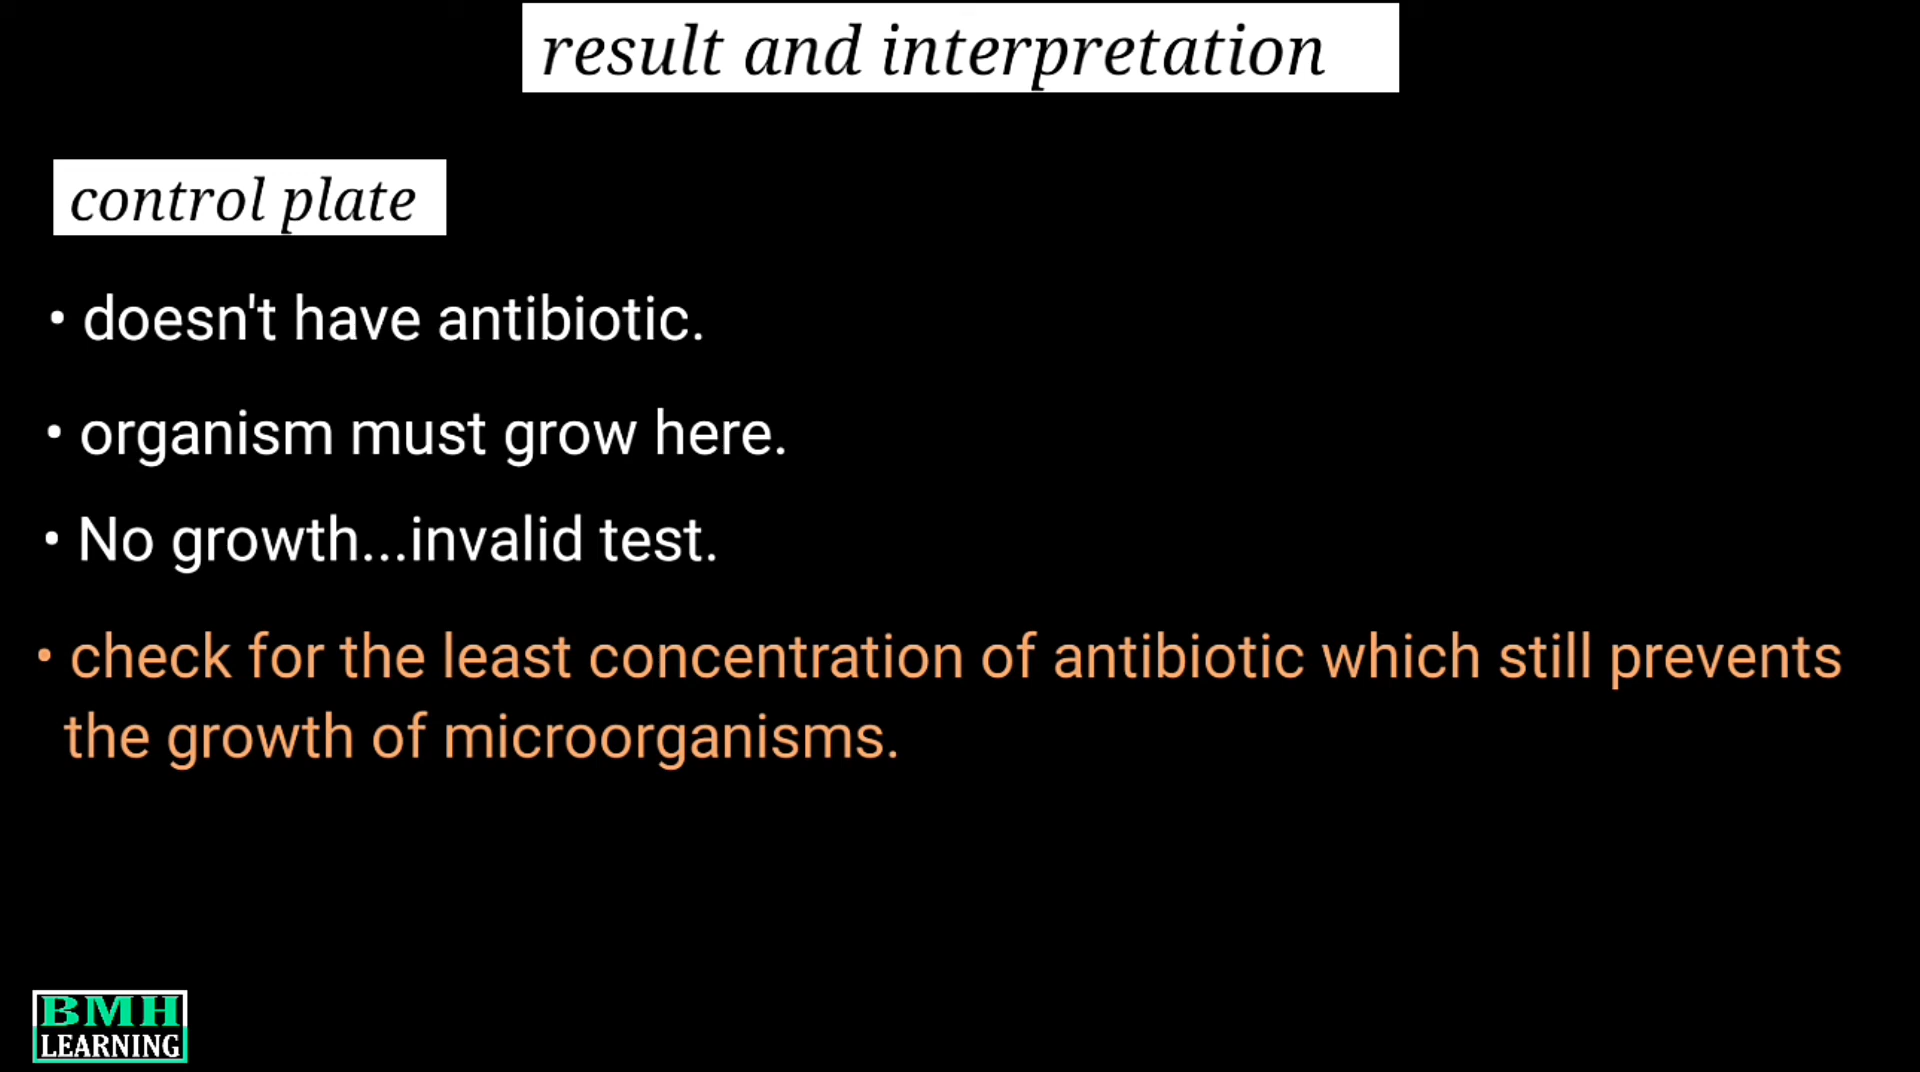 result and interpretation
control plate
• doesn't have antibiotic.
• organism must grow here.
• No growth...invalid test.
• check for the least concentration of antibiotic which still prevents
the growth of microorganisms.
BMH
LEARNING